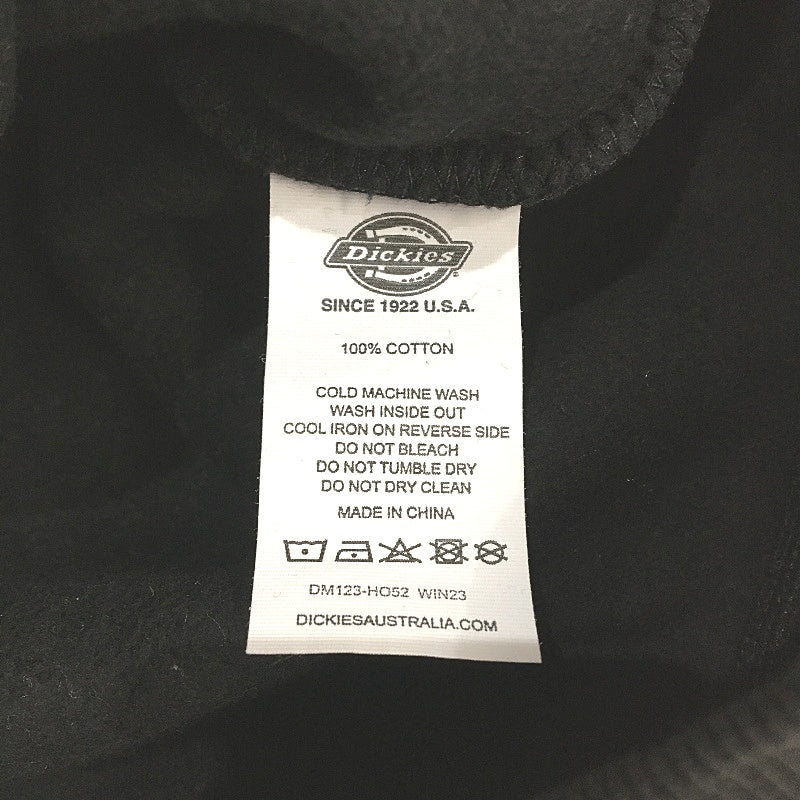 Dickies
SINCE 1922 U.S.A.
100% COTTON
COLD MACHINE WASH
WASH INSIDE OUT
COOL IRON ON REVERSE SIDE
DO NOT BLEACH
DO NOT TUMBLE DRY
DO NOT DRY CLEAN
MADE IN CHINA
DM123-HO52 WIN23
DICKIESAUSTRALIA.COM